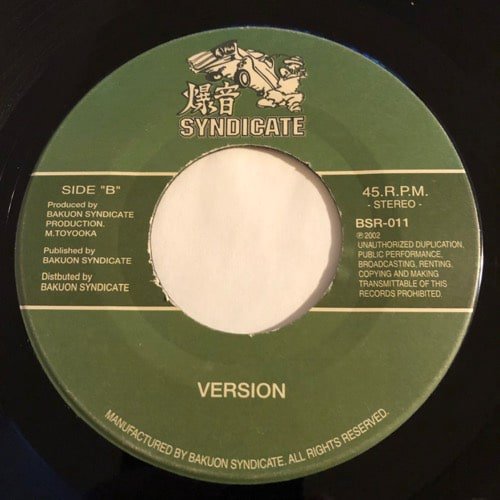 爆音
SYNDICATE
SIDE "B"
Produced by
BAKUON SYNDICATE
PRODUCTION.
M.TOYOOKA
Published by
BAKUON SYNDICATE
Distbuted by
BAKUON SYNDICATE
45.R.P.M.
- STEREO -
BSR-011
℗2002
UNAUTHORIZED DUPLICATION,
PUBLIC PERFORMANCE,
BROADCASTING, RENTING,
COPYING AND MAKING
TRANSMITTABLE OF THIS
RECORDS PROHIBITED.
VERSION
MANUFACTURED BY BAKUON SYNDICATE. ALL RIGHTS RESERVED.